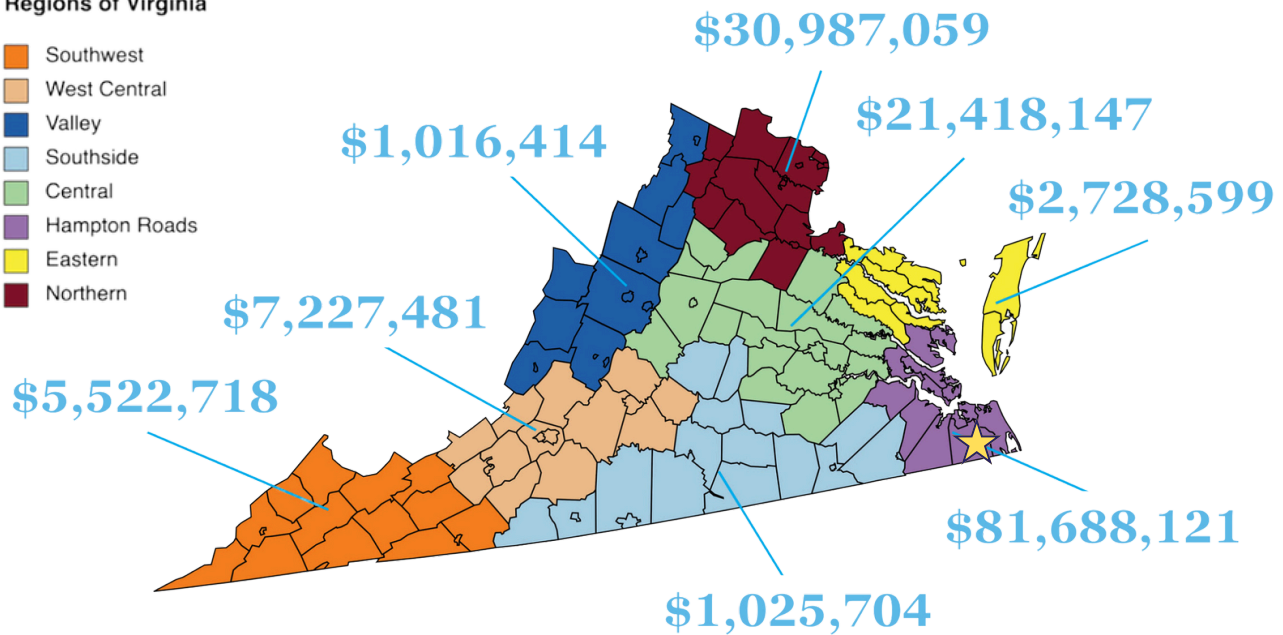 Regions of Virginia
Southwest
West Central
Valley
Southside
Central
Hampton Roads
Eastern
Northern
$30,987,059
$21,418,147
$1,016,414
$2,728,599
$7,227,481
$5,522,718
$81,688,121
$1,025,704